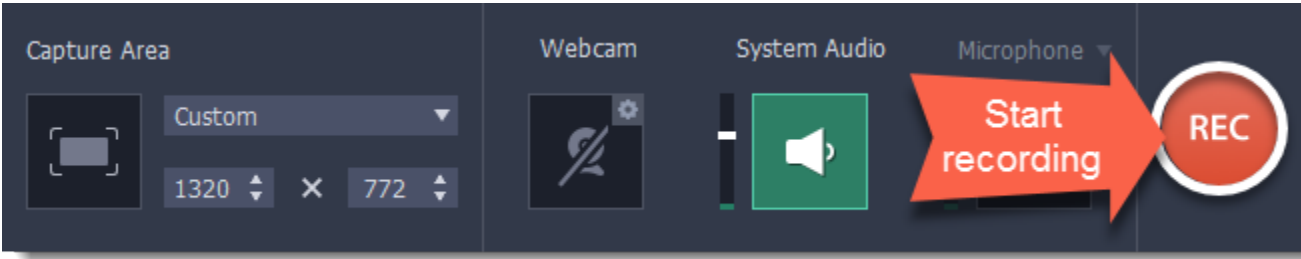 Capture Area
Webcam
System Audio
Microphone
Custom
1320 × 772
Start
recording
REC